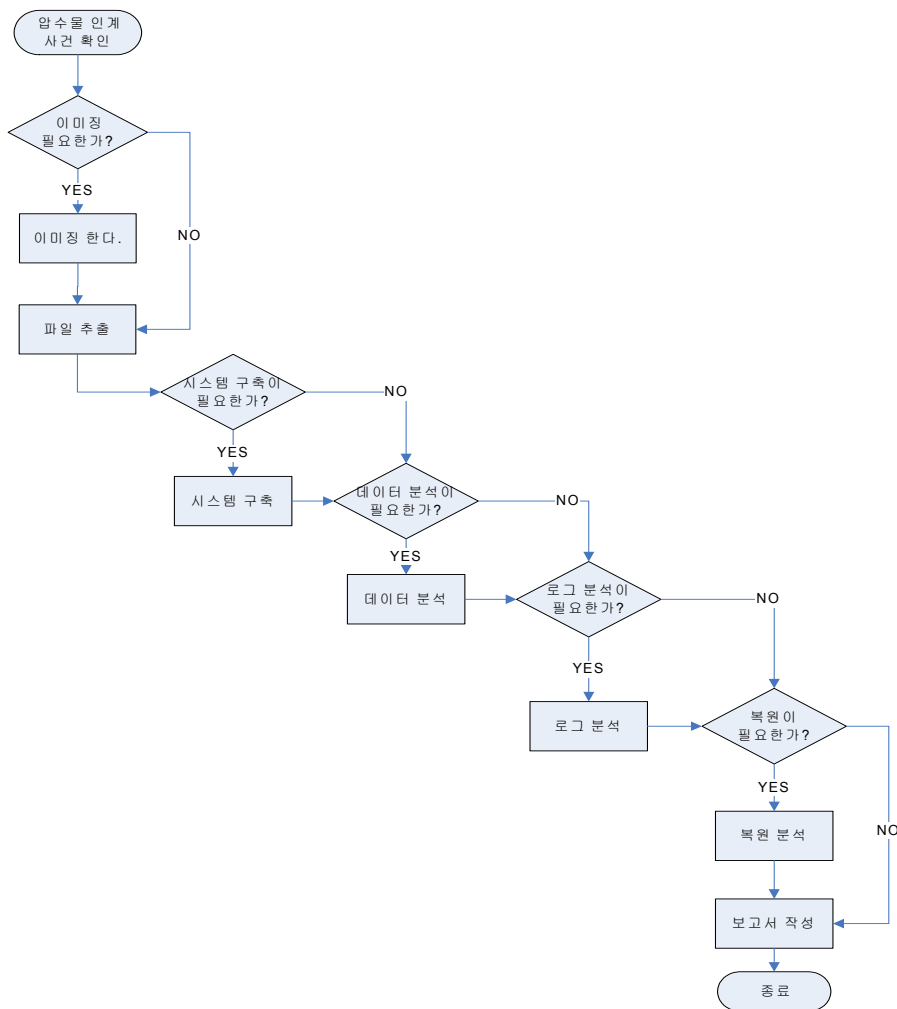 압수물 인계
사건 확인
이미징
필요한가?
YES
NO
이미징 한다.
파일 추출
시스템 구축이
필요한가?
NO
YES
시스템 구축
데이터 분석이
필요한가?
NO
YES
데이터 분석
로그 분석이
필요한가?
NO
YES
로그 분석
복원이
필요한가?
YES
NO
복원 분석
보고서 작성
종료